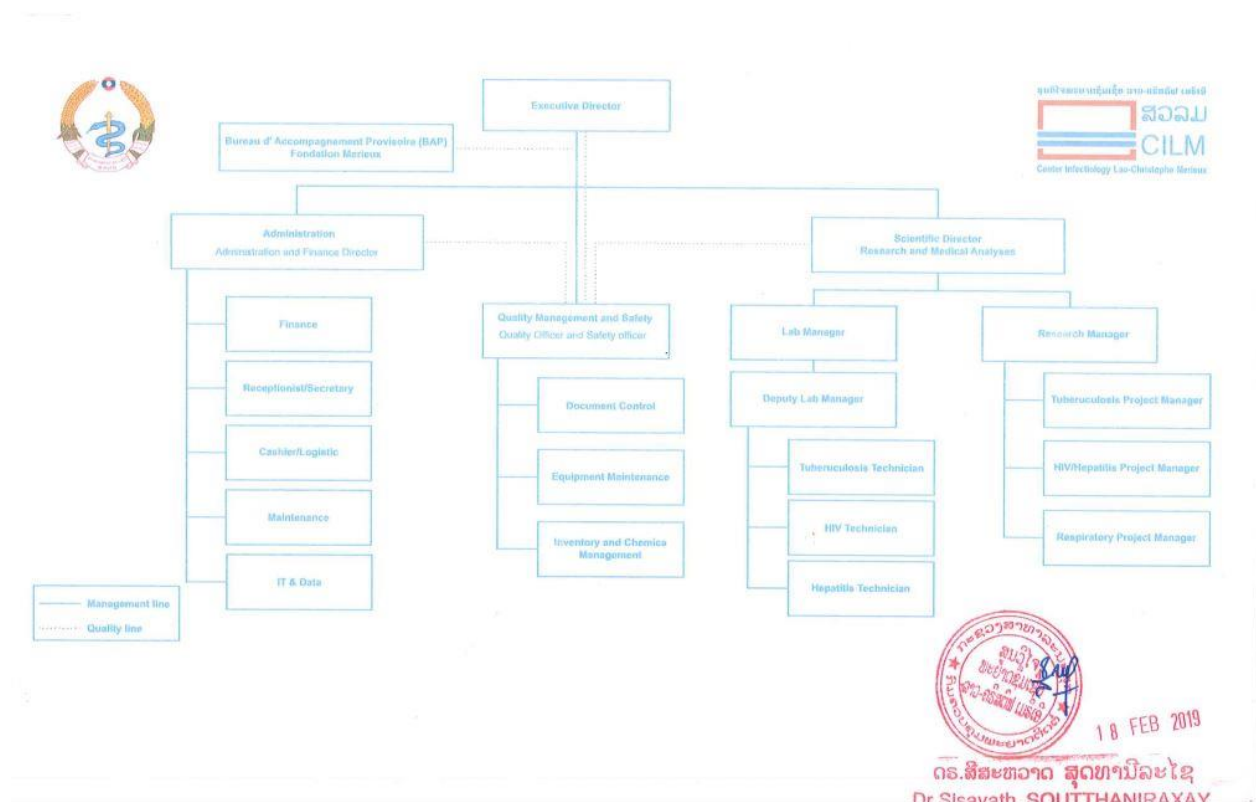 Executive Director
Bureau d' Accompagnement Provisoire (BAP)
Fondation Merieux
ສວລມ
CILM
Center Infectiology Lao-Christophe Merieux
Administration
Administration and Finance Director
Scientific Director
Research and Medical Analyses
Finance
Receptionist/Secretary
Cashier/Logistic
Maintenance
IT & Data
Quality Management and Safety
Quality Officer and Safety officer
Document Control
Equipment Maintenance
Inventory and Chemica
Management
Lab Manager
Deputy Lab Manager
Tuberuculosis Technician
HIV Technician
Hepatitis Technician
Research Manager
Tuberuculosis Project Manager
HIV/Hepatitis Project Manager
Respiratory Project Manager
Management line
Quality line
18 FEB 2019
ດຣ.ສີສະຫວາດ ສຸດທານີລະໄຊ
Dr Sisavath SOUTTHANIRAXAY